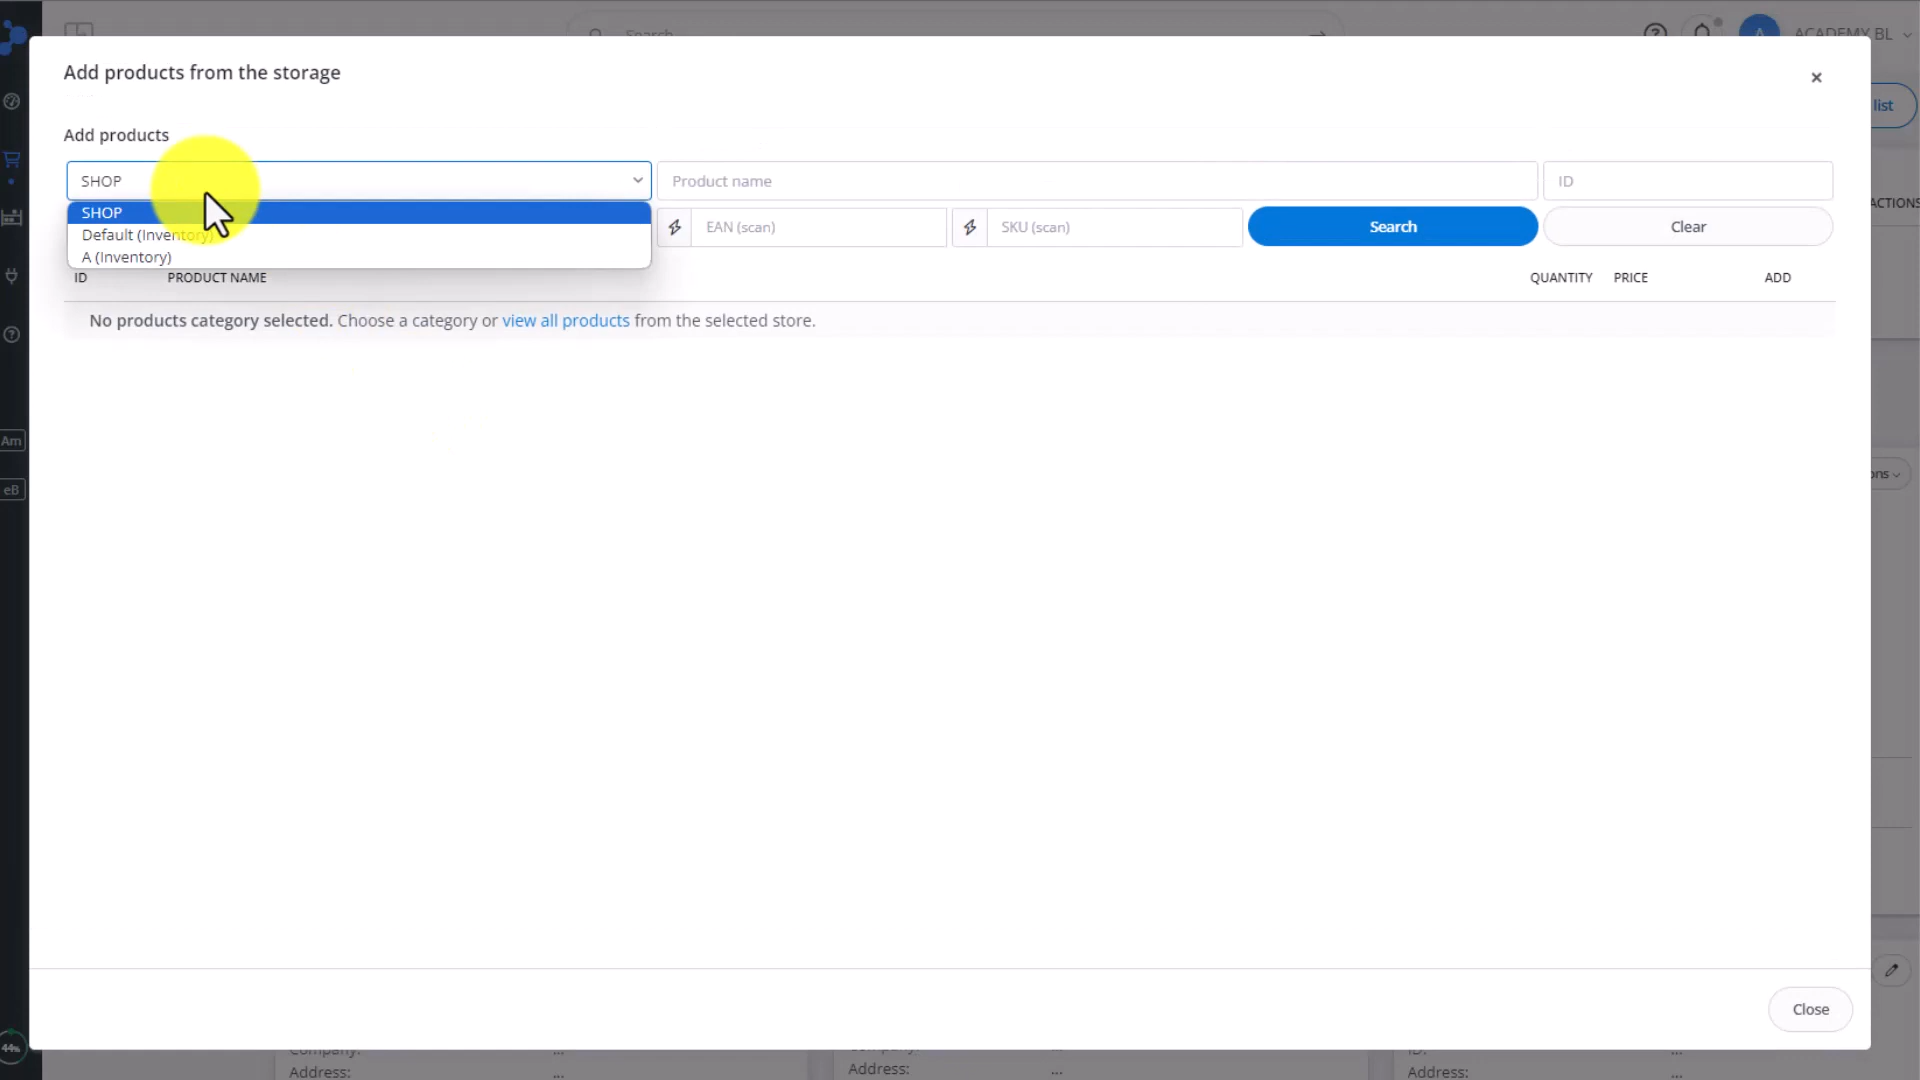 Search
ACADEMY BL
Add products from the storage
list
Add products
SHOP
Product name
ID
ACTIONS
SHOP
Default (Inventory)
A (Inventory)
EAN (scan)
SKU (scan)
Search
Clear
ID
PRODUCT NAME
QUANTITY
PRICE
ADD
No products category selected. Choose a category or view all products from the selected store.
Am
ons
eB
Close
44%
Company:
...
...
ID:
...
Address:
...
Address:
...
Address:
...